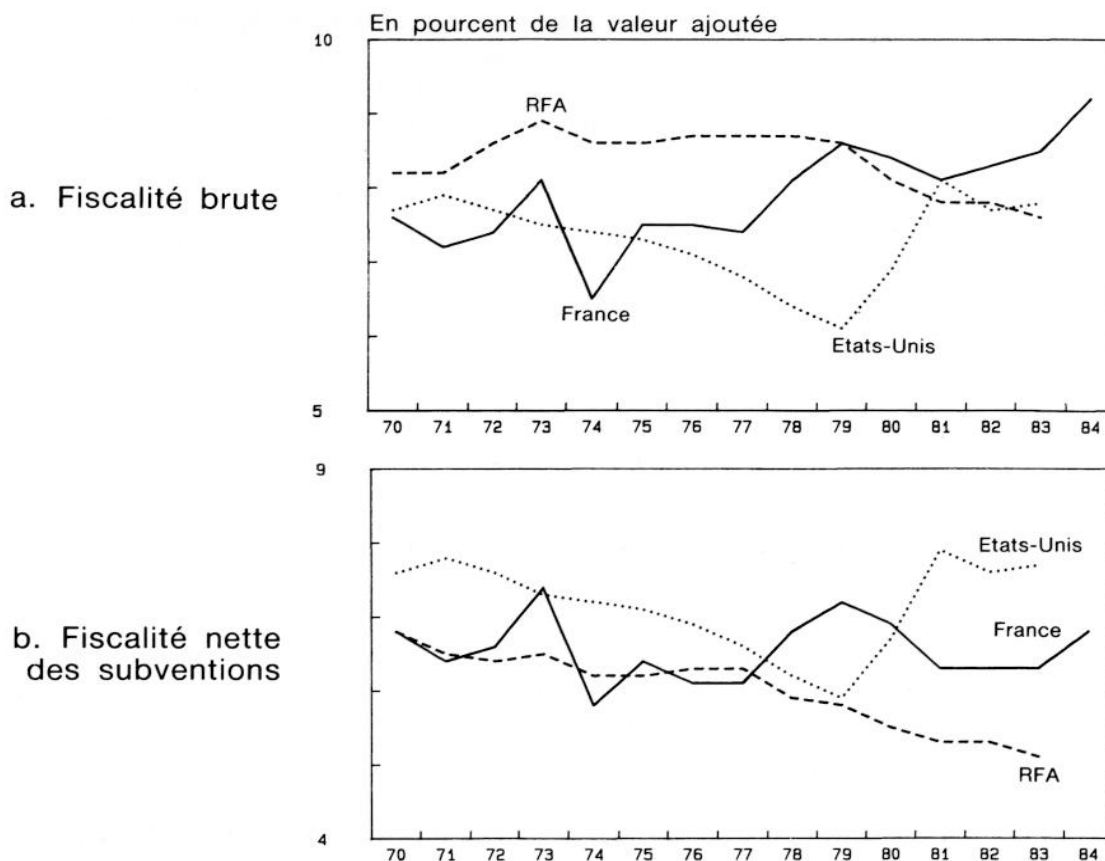 En pourcent de la valeur ajoutée
10
RFA
a. Fiscalité brute
France
Etats-Unis
5
70 71 72 73 74 75 76 77 78 79 80 81 82 83 84
9
Etats-Unis
France
b. Fiscalité nette
des subventions
RFA
4
70 71 72 73 74 75 76 77 78 79 80 81 82 83 84